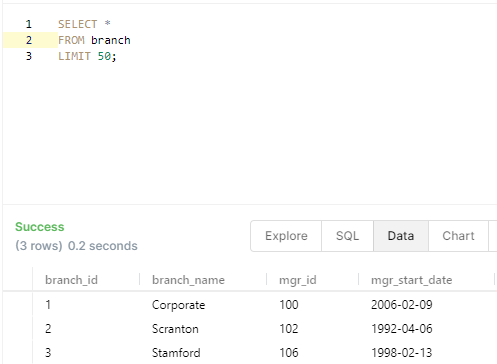 1 SELECT *
2 FROM branch
3 LIMIT 50;
Success
(3 rows) 0.2 seconds
Explore SQL Data Chart
branch_id branch_name mgr_id mgr_start_date
1 Corporate 100 2006-02-09
2 Scranton 102 1992-04-06
3 Stamford 106 1998-02-13